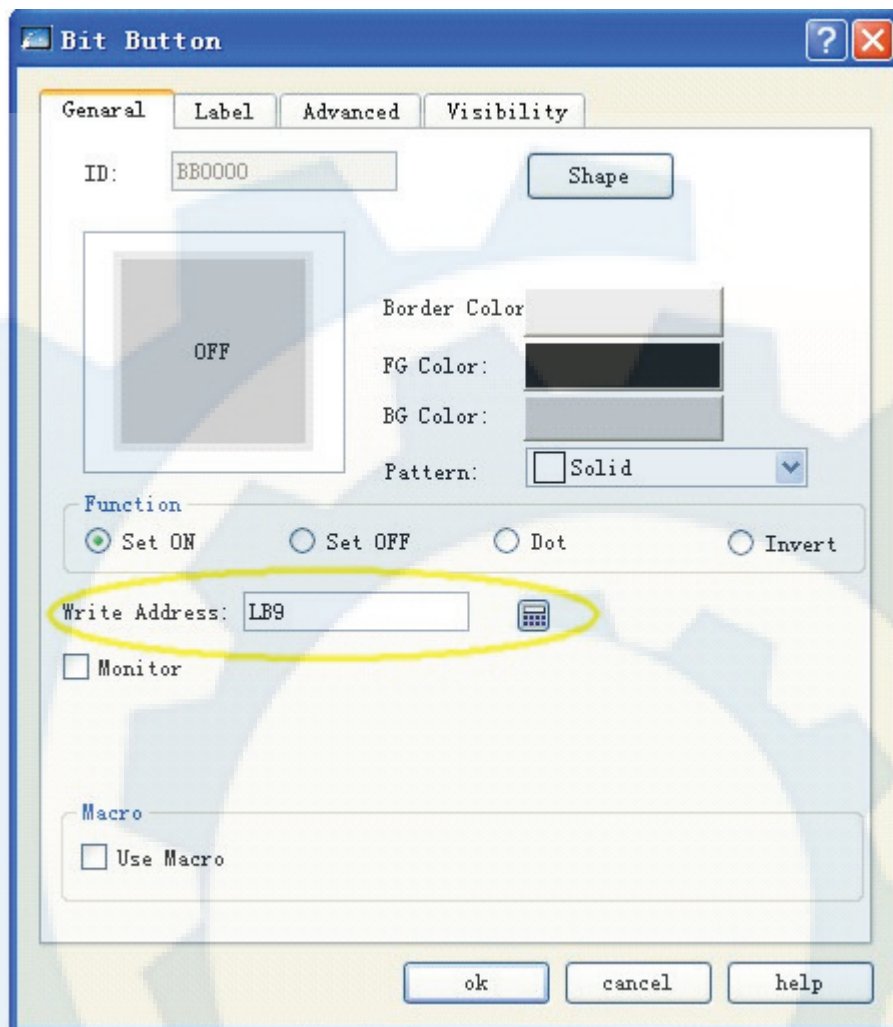 Bit Button
Genaral Label Advanced Visibility
ID: BB0000 Shape
OFF
Border Color
FG Color:
BG Color:
Pattern: Solid
Function
Set ON Set OFF Dot Invert
Write Address: LB9
Monitor
Macro
Use Macro
ok cancel help